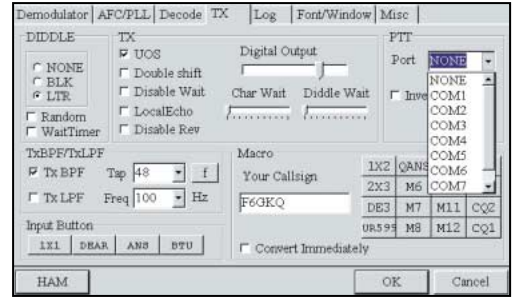 Demodulator AFC/PLL Decode TX Log Font/Window Misc
DIDDLE
NONE
BLK
LTR
Random
WaitTimer
TX
UOS
Double shift
Disable Wait
LocalEcho
Disable Rev
Digital Output
Char Wait Diddle Wait
PTT
Port NONE
Inve
NONE
COM1
COM2
COM3
COM4
COM5
COM6
COM7
TxBPF/TxLPF
Tx BPF Tap 48 f
Tx LPF Freq 100 Hz
Input Button
1X1 DEAR ANS BTU
Macro
Your Callsign
F6GKQ
Convert Immediately
1X2 QANS
2X3 M6
DE3 M7 M11 CQ2
UR599 M8 M12 CQ1
HAM OK Cancel